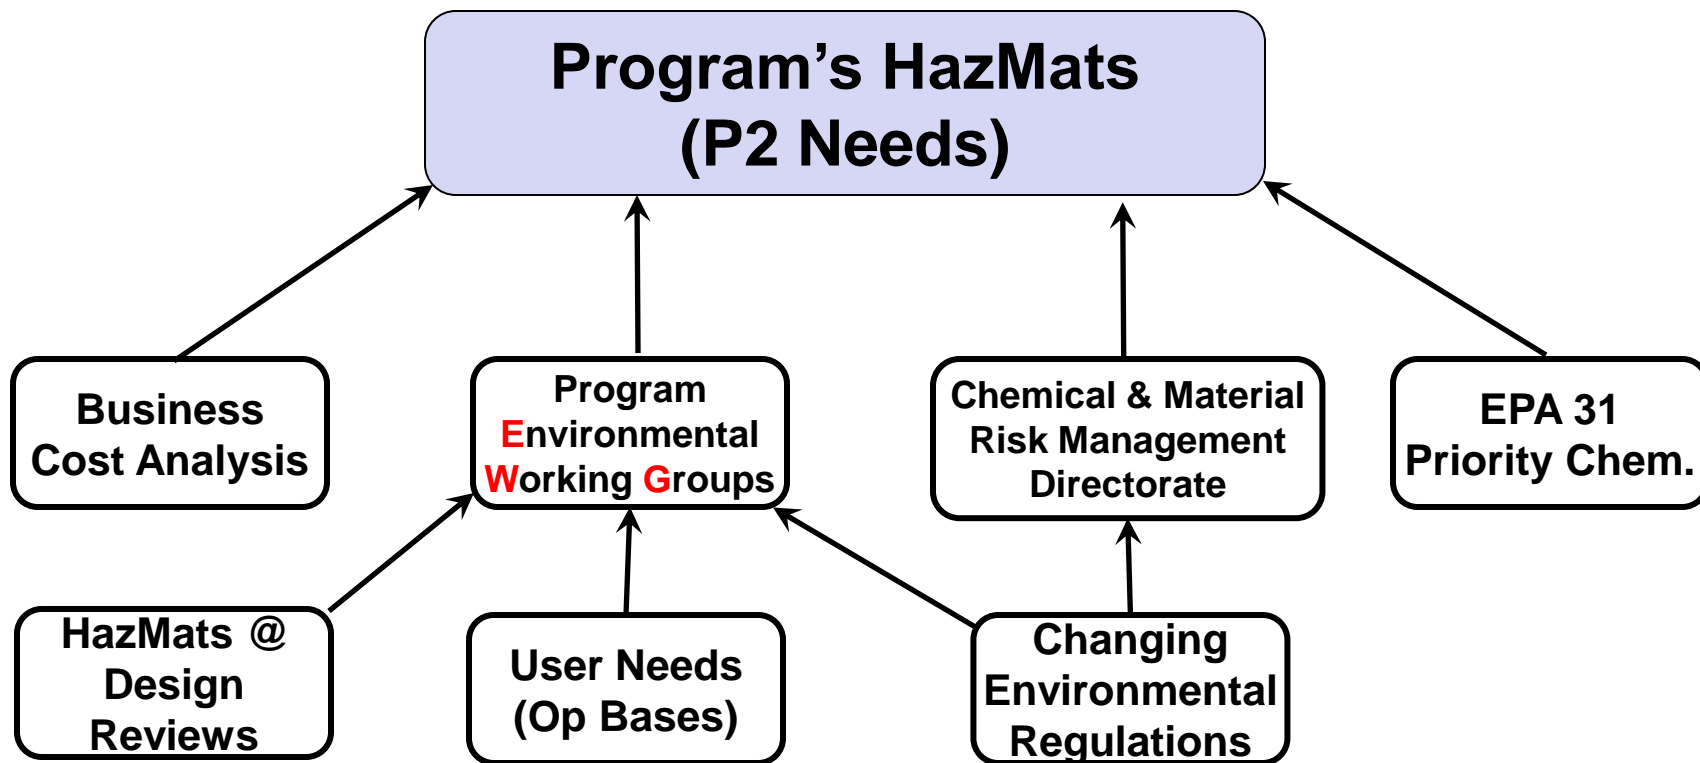 Program’s HazMats
(P2 Needs)
Business
Cost Analysis
Program
Environmental
Working Groups
Chemical & Material
Risk Management
Directorate
EPA 31
Priority Chem.
HazMats @
Design
Reviews
User Needs
(Op Bases)
Changing
Environmental
Regulations